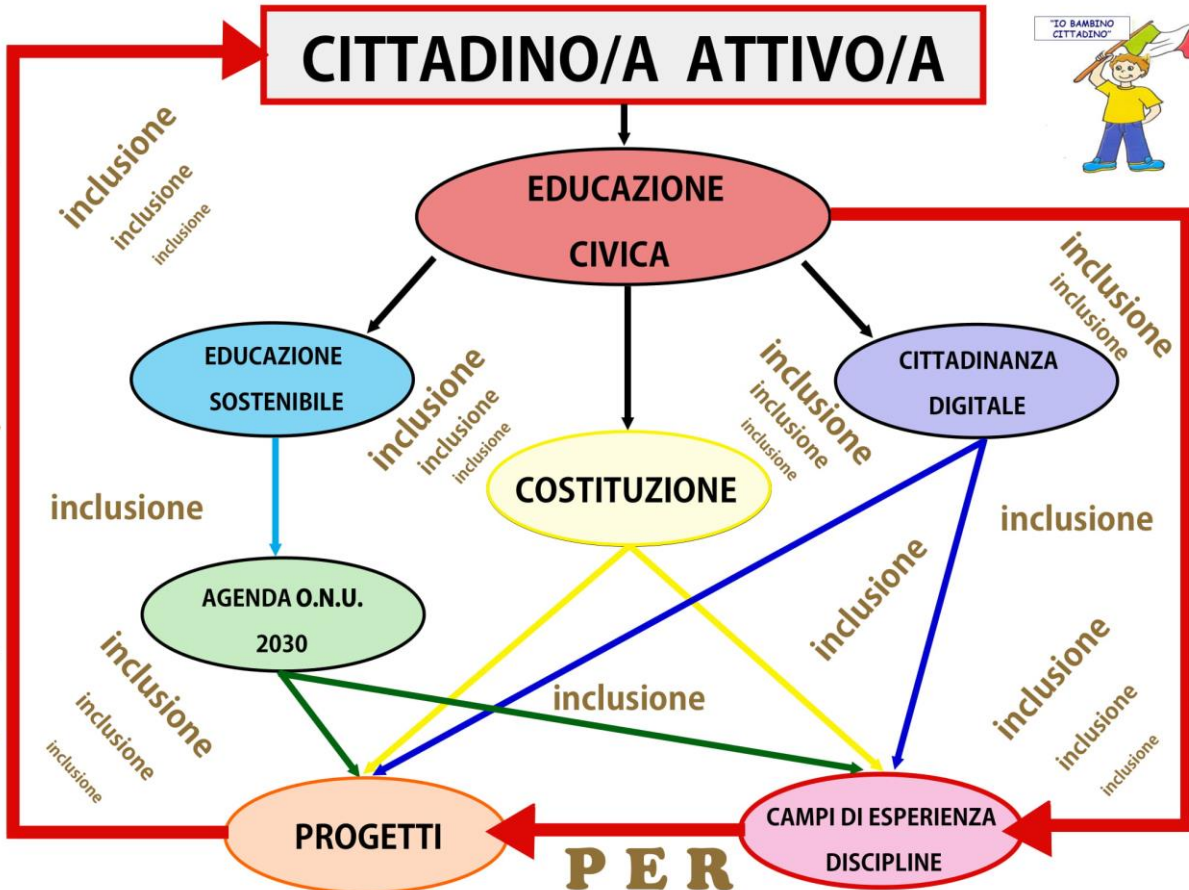 CITTADINO/A ATTIVO/A
"IO BAMBINO
CITTADINO"
inclusione
inclusione
inclusione
EDUCAZIONE
CIVICA
inclusione
inclusione
inclusione
EDUCAZIONE
SOSTENIBILE
inclusione
inclusione
inclusione
inclusione
inclusione
inclusione
CITTADINANZA
DIGITALE
inclusione
COSTITUZIONE
inclusione
inclusione
AGENDA O.N.U.
2030
inclusione
inclusione
inclusione
inclusione
inclusione
inclusione
inclusione
PROGETTI
CAMPI DI ESPERIENZA
DISCIPLINE
PER